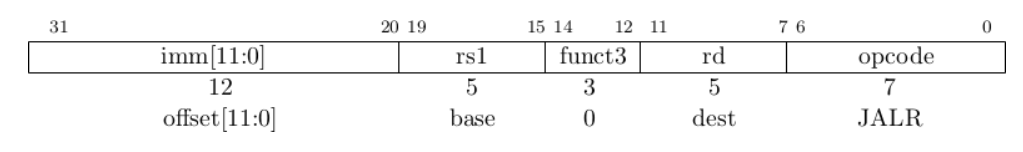 31 20 19 15 14 12 11 7 6 0
imm[11:0] rs1 funct3 rd opcode
12 5 3 5 7
offset[11:0] base 0 dest JALR